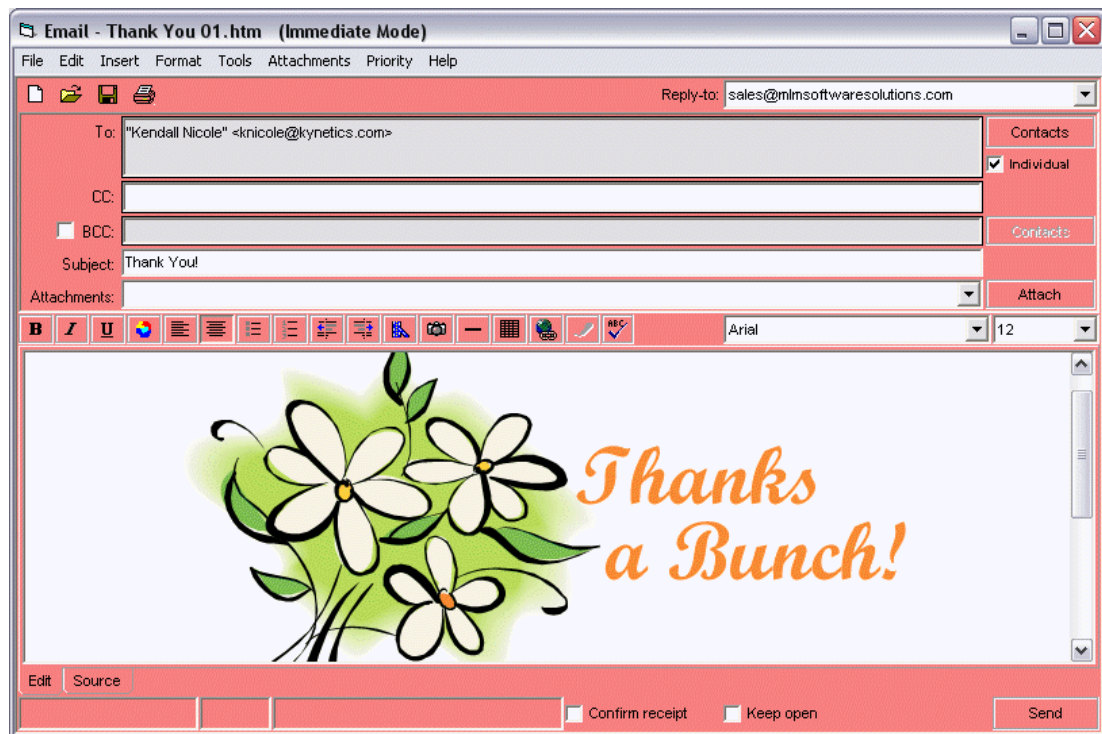 Email - Thank You 01.htm (Immediate Mode)
File Edit Insert Format Tools Attachments Priority Help
Reply-to: sales@mlmsoftwaresolutions.com
To: "Kendall Nicole" <knicole@kynetics.com> Contacts
Individual
CC:
BCC: Contacts
Subject: Thank You!
Attachments: Attach
B I U ABC Arial 12
Thanks
a Bunch!
Edit Source
Confirm receipt Keep open Send